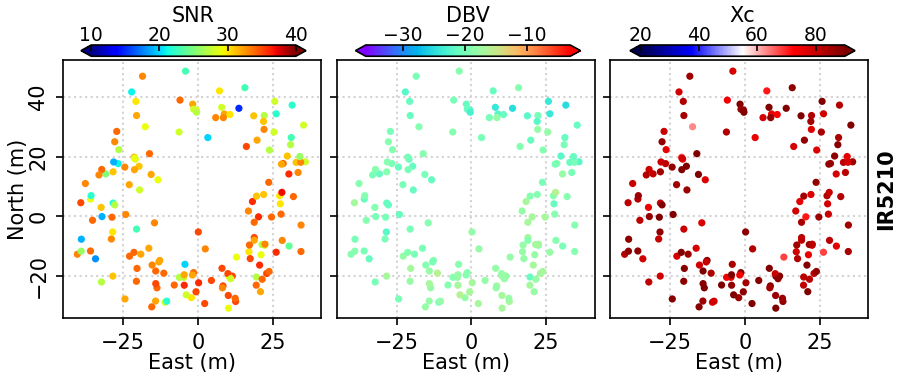 SNR DBV Xc
10 20 30 40 −30 −20 −10 20 40 60 80
40
20
0
−20
North (m)
IR5210
−25 0 25 −25 0 25 −25 0 25
East (m) East (m) East (m)